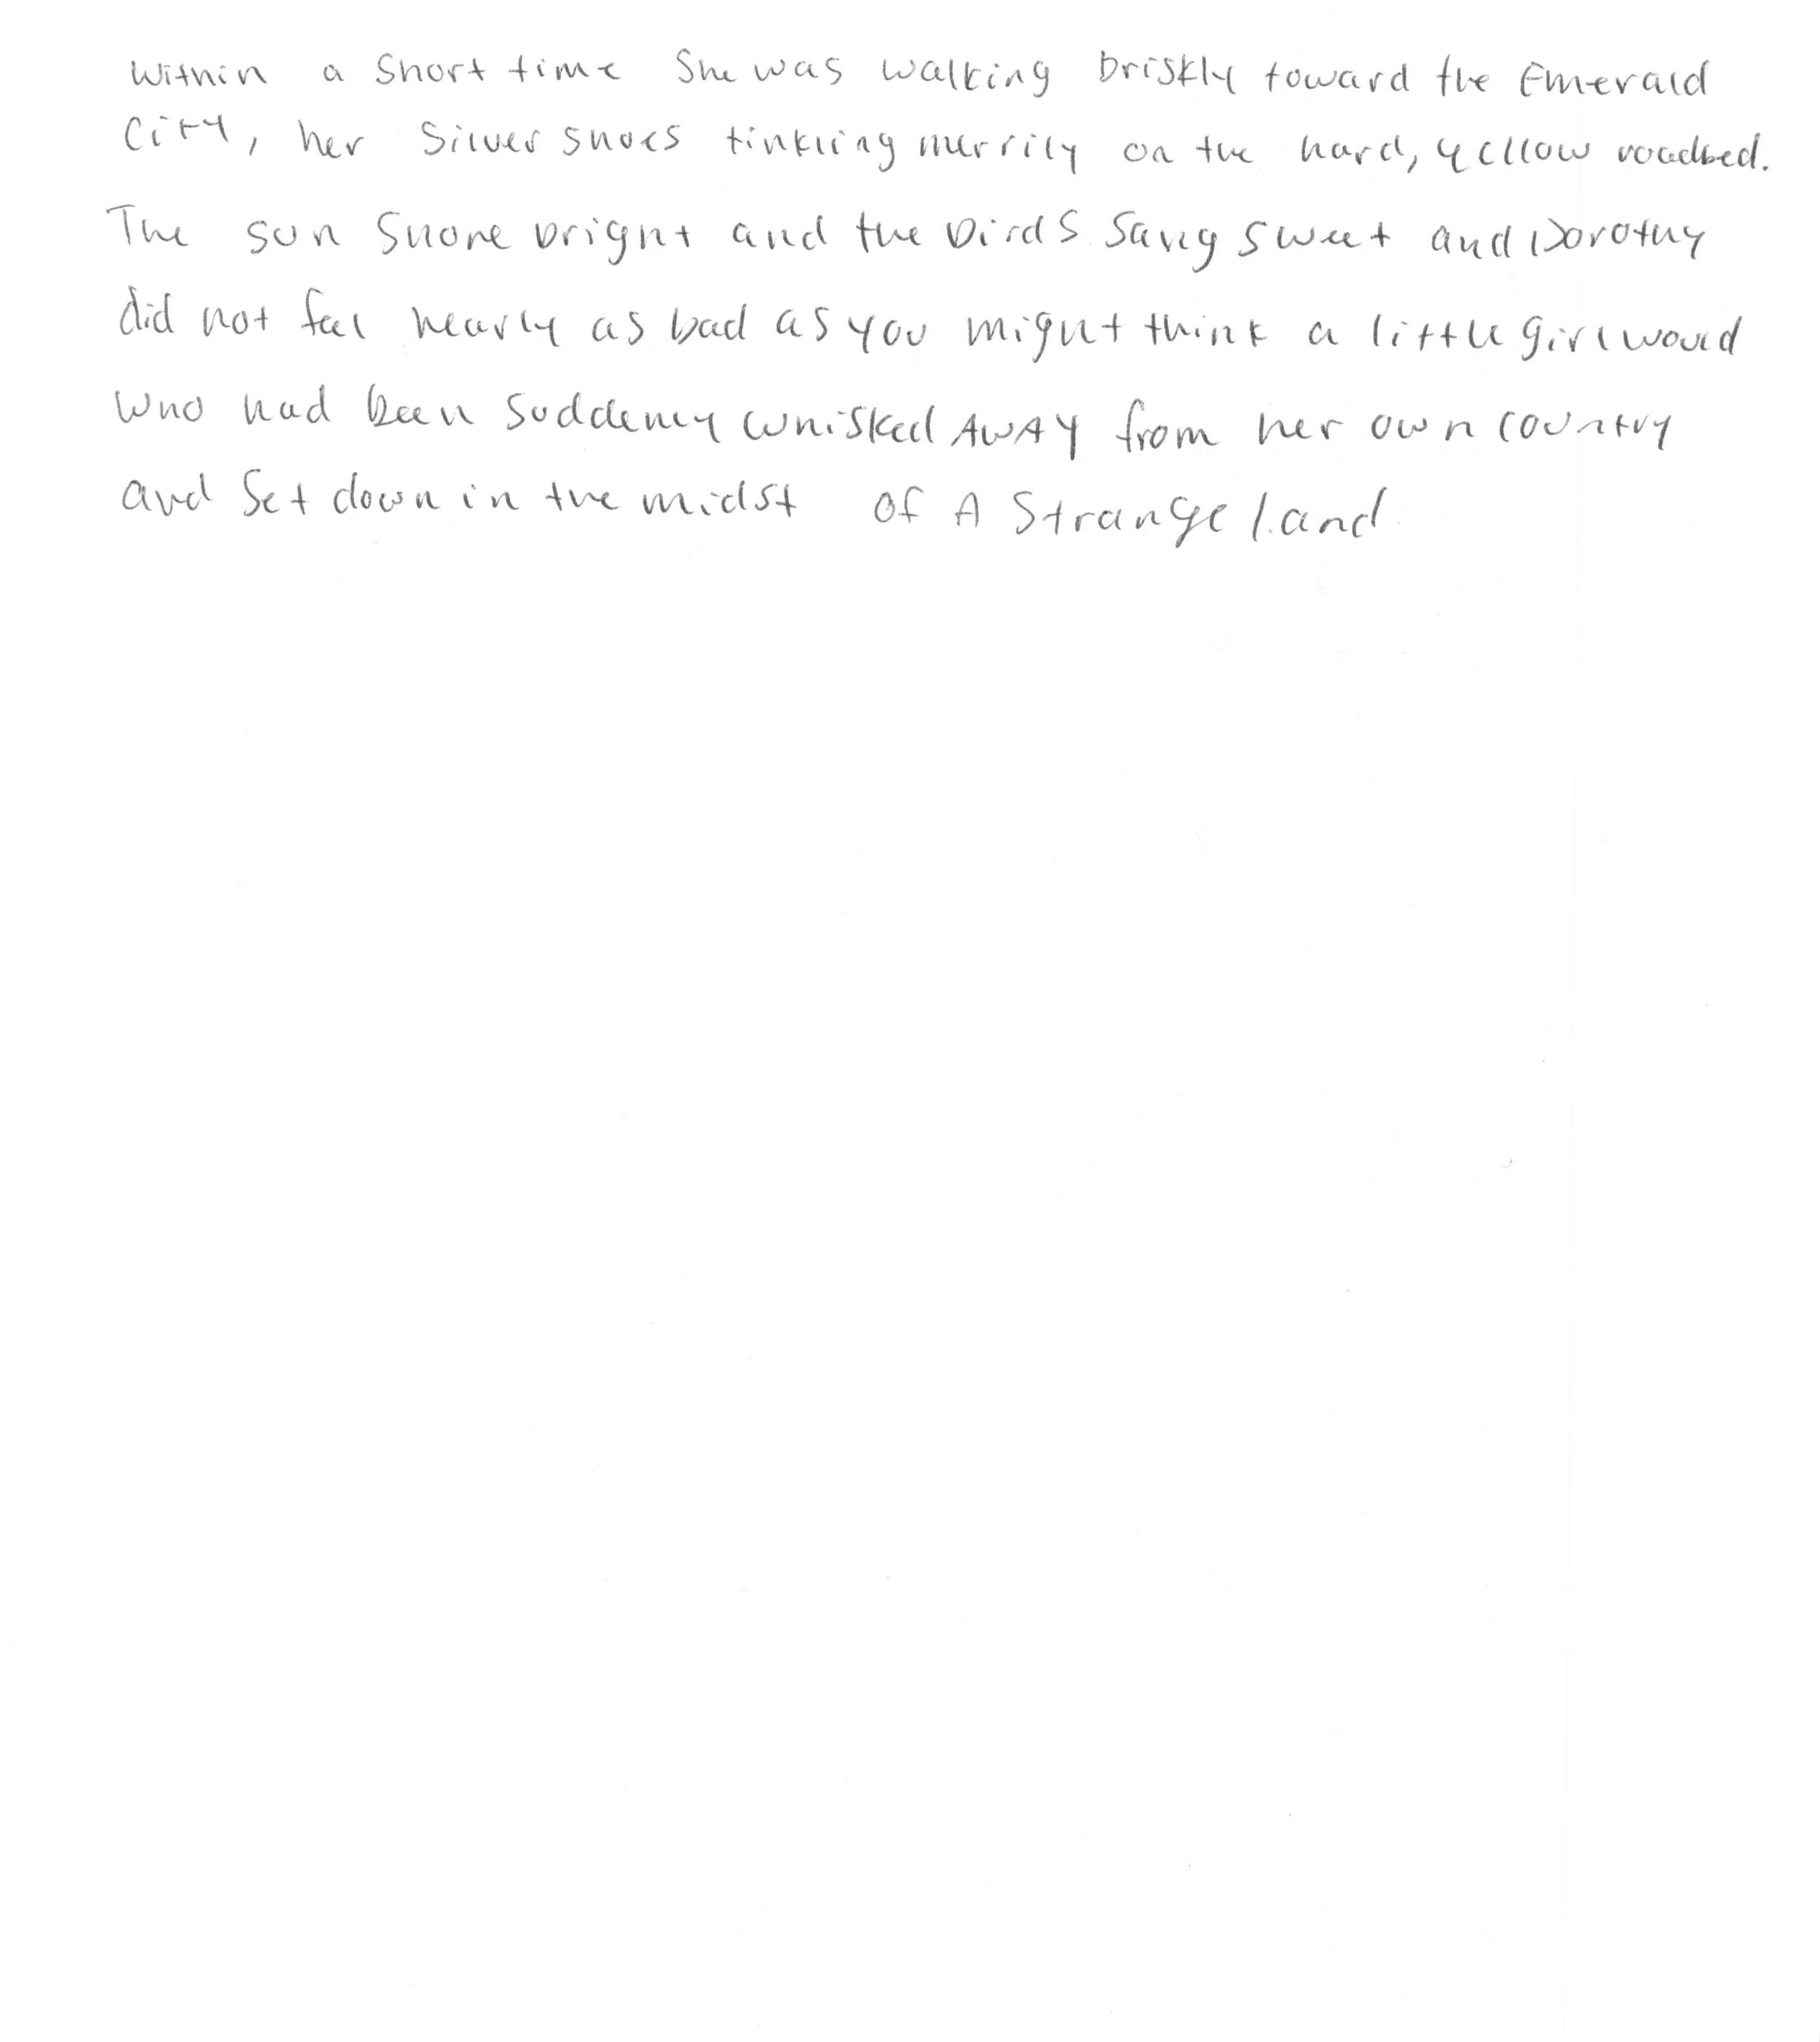 Within a short time she was walking briskly toward the Emerald
City, her Silver shoes tinkling merrily on the hard, yellow roadbed.
The sun shone bright and the birds sang sweet and Dorothy
did not feel nearly as bad as you might think a little girl would
who had been suddenly whisked AWAY from her own country
and set down in the midst of A Strange land